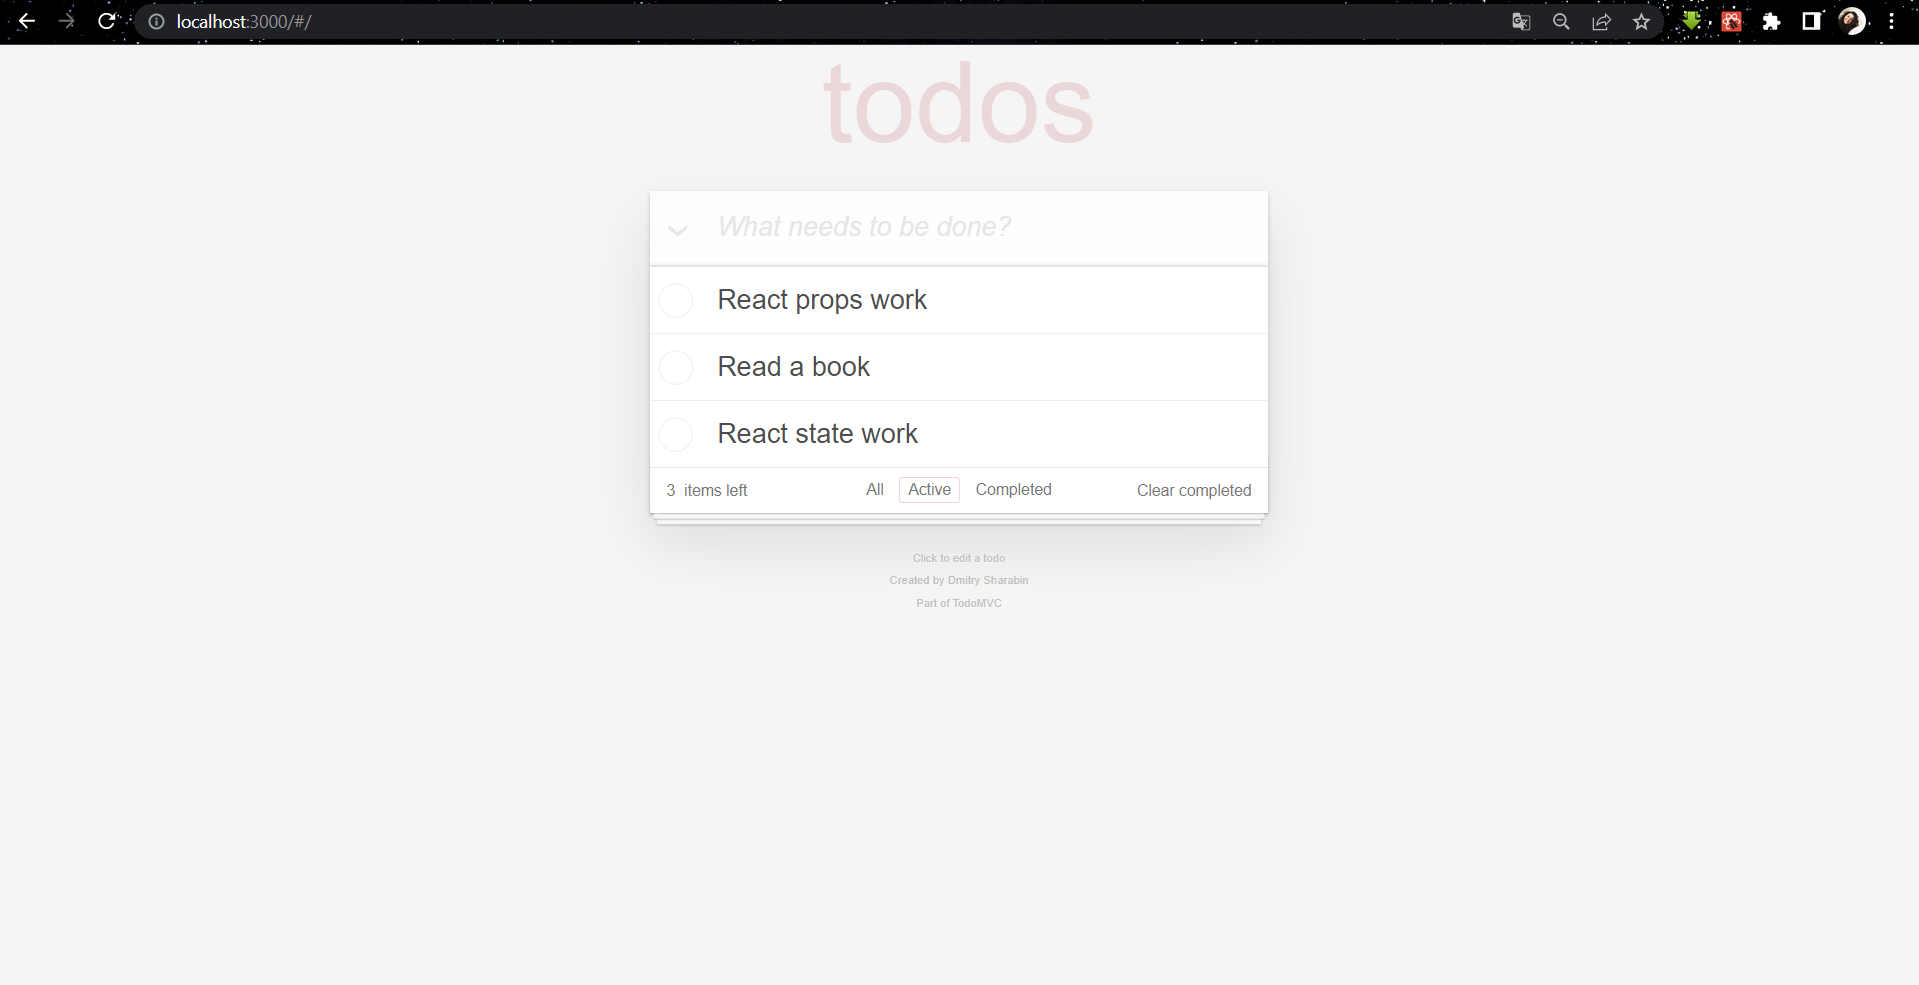 localhost:3000/#/
todos
What needs to be done?
React props work
Read a book
React state work
3 items left All Active Completed Clear completed
Click to edit a todo
Created by Dmitry Sharabin
Part of TodoMVC